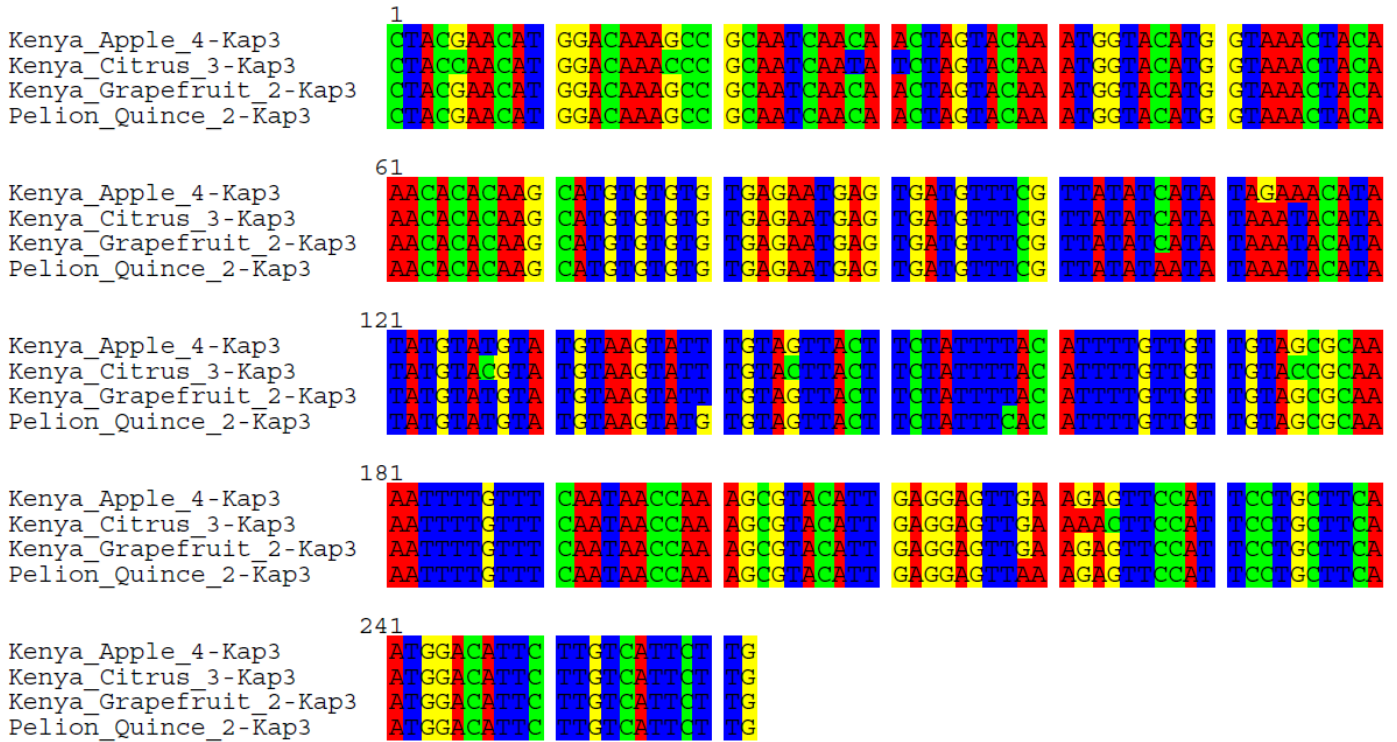 1
Kenya_Apple_4-Kap3 CTACGAACAT GGACAAAGCC GCAATCAACA ACTAGTACAA ATGGTACATG GTAAACTACA
Kenya_Citrus_3-Kap3 CTACCAACAT GGACAAACCC GCAATCAATA TCTAGTACAA ATGGTACATG GTAAACTACA
Kenya_Grapefruit_2-Kap3 CTACGAACAT GGACAAAGCC GCAATCAACA ACTAGTACAA ATGGTACATG GTAAACTACA
Pelion_Quince_2-Kap3 CTACGAACAT GGACAAAGCC GCAATCAACA ACTAGTACAA ATGGTACATG GTAAACTACA
61
Kenya_Apple_4-Kap3 AACACACAAG CATGTGTGTG TGAGAATGAG TGATGTTTCG TTATATCATA TAGAAACATA
Kenya_Citrus_3-Kap3 AACACACAAG CATGTGTGTG TGAGAATGAG TGATGTTTCG TTATATCATA TAAATACATA
Kenya_Grapefruit_2-Kap3 AACACACAAG CATGTGTGTG TGAGAATGAG TGATGTTTCG TTATATCATA TAAATACATA
Pelion_Quince_2-Kap3 AACACACAAG CATGTGTGTG TGAGAATGAG TGATGTTTCG TTATATAATA TAAATACATA
121
Kenya_Apple_4-Kap3 TATGTATGTA TGTAAGTATT TGTAGTTACT TCTATTTTAC ATTTTGTTGT TGTAGCGCAA
Kenya_Citrus_3-Kap3 TATGTACGTA TGTAAGTATT TGTACTTACT TCTATTTTAC ATTTTGTTGT TGTACCGCAA
Kenya_Grapefruit_2-Kap3 TATGTATGTA TGTAAGTATT TGTAGTTACT TCTATTTTAC ATTTTGTTGT TGTAGCGCAA
Pelion_Quince_2-Kap3 TATGTATGTA TGTAAGTATG TGTAGTTACT TCTATTTCAC ATTTTGTTGT TGTAGCGCAA
181
Kenya_Apple_4-Kap3 AATTTTGTTT CAATAACCAA AGCGTACATT GAGGAGTTGA AGAGTTCCAT TCCTGCTTCA
Kenya_Citrus_3-Kap3 AATTTTGTTT CAATAACCAA AGCGTACATT GAGGAGTTGA AAACTTCCAT TCCTGCTTCA
Kenya_Grapefruit_2-Kap3 AATTTTGTTT CAATAACCAA AGCGTACATT GAGGAGTTGA AGAGTTCCAT TCCTGCTTCA
Pelion_Quince_2-Kap3 AATTTTGTTT CAATAACCAA AGCGTACATT GAGGAGTTAA AGAGTTCCAT TCCTGCTTCA
241
Kenya_Apple_4-Kap3 ATGGACATTC TTGTCATTCT TG
Kenya_Citrus_3-Kap3 ATGGACATTC TTGTCATTCT TG
Kenya_Grapefruit_2-Kap3 ATGGACATTC TTGTCATTCT TG
Pelion_Quince_2-Kap3 ATGGACATTC TTGTCATTCT TG